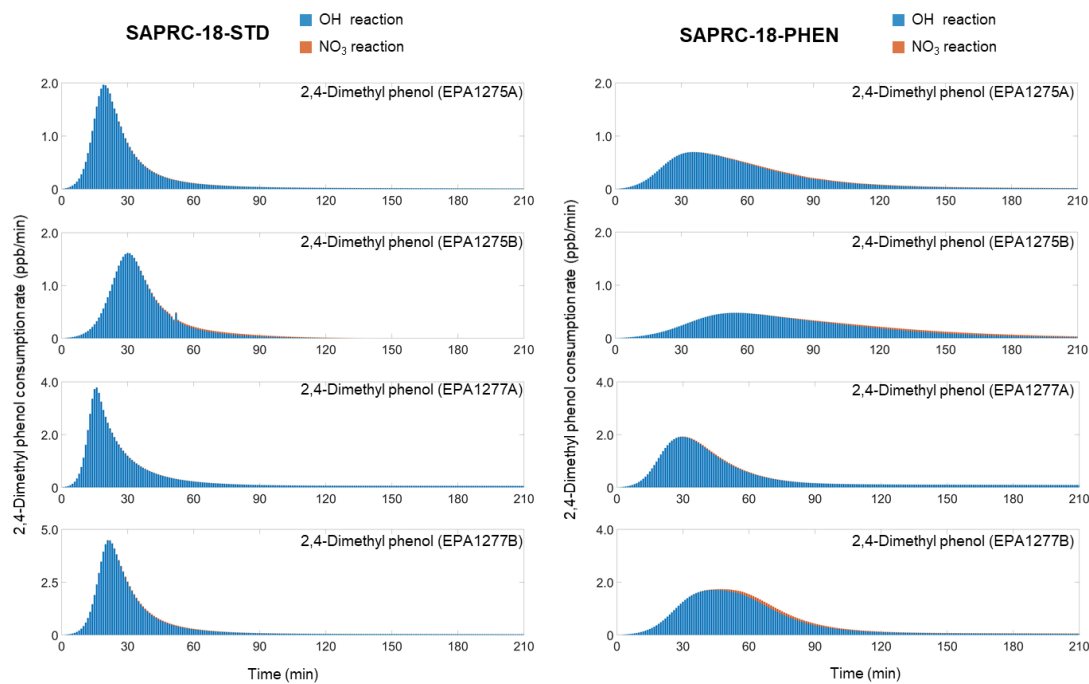 SAPRC-18-STD
OH reaction
NO3 reaction
2,4-Dimethyl phenol consumption rate (ppb/min)
2,4-Dimethyl phenol (EPA1275A)
2.0
1.0
0
0 30 60 90 120 150 180 210
2,4-Dimethyl phenol (EPA1275B)
2.0
1.0
0
0 30 60 90 120 150 180 210
2,4-Dimethyl phenol (EPA1277A)
4.0
2.0
0
0 30 60 90 120 150 180 210
2,4-Dimethyl phenol (EPA1277B)
5.0
2.5
0
0 30 60 90 120 150 180 210
Time (min)
SAPRC-18-PHEN
OH reaction
NO3 reaction
2,4-Dimethyl phenol consumption rate (ppb/min)
2,4-Dimethyl phenol (EPA1275A)
2.0
1.0
0
0 30 60 90 120 150 180 210
2,4-Dimethyl phenol (EPA1275B)
2.0
1.0
0
0 30 60 90 120 150 180 210
2,4-Dimethyl phenol (EPA1277A)
4.0
2.0
0
0 30 60 90 120 150 180 210
2,4-Dimethyl phenol (EPA1277B)
4.0
2.0
0
0 30 60 90 120 150 180 210
Time (min)